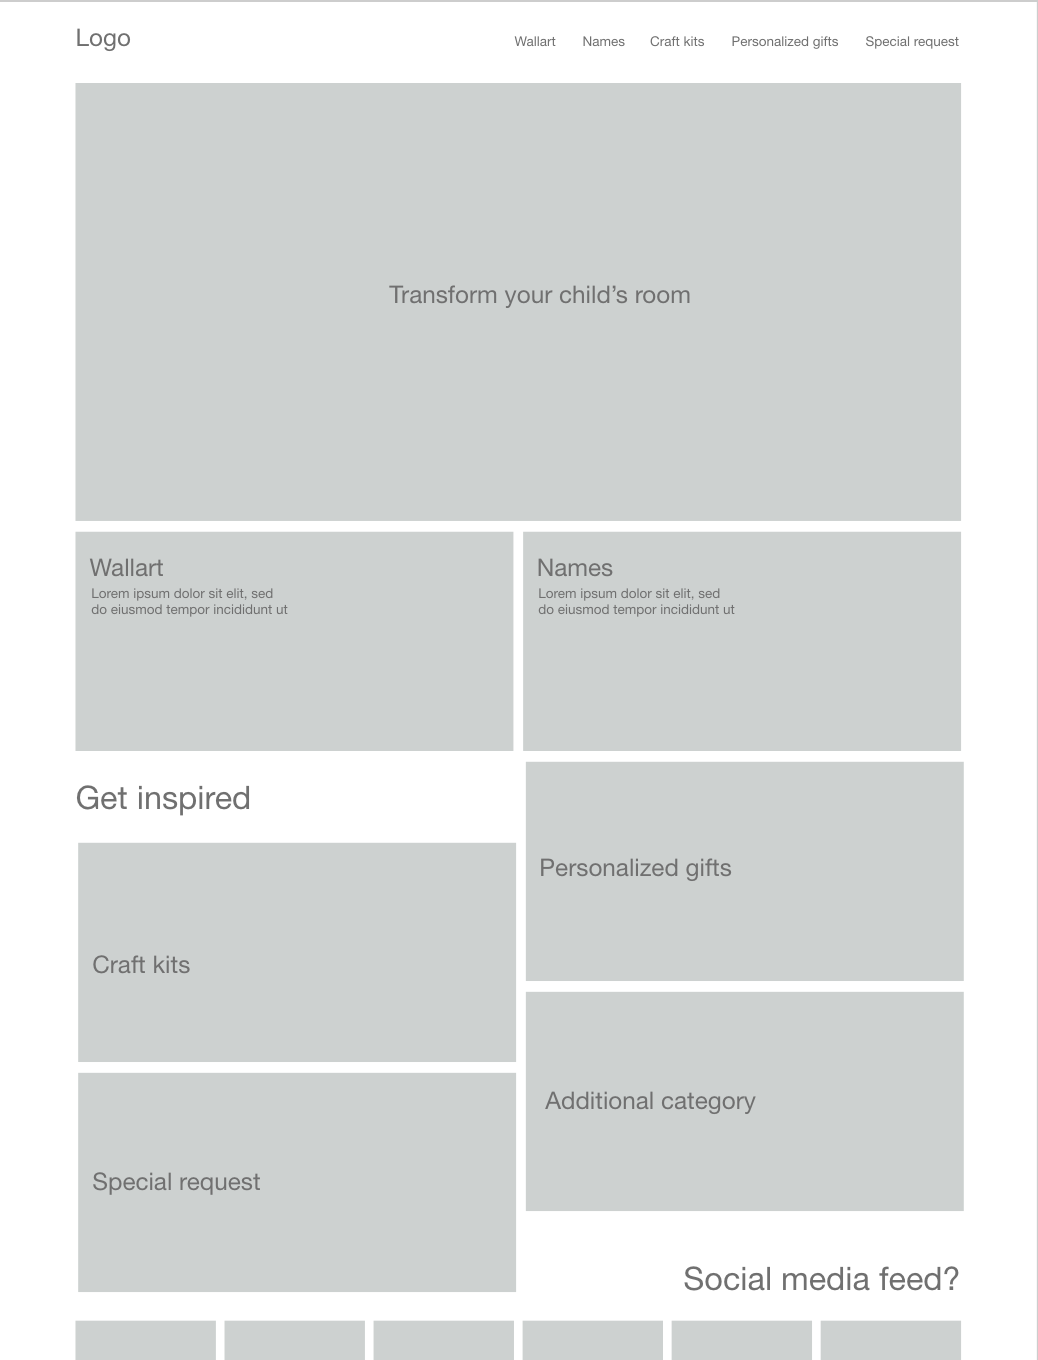 Logo
Wallart Names Craft kits Personalized gifts Special request
Transform your child’s room
Wallart
Lorem ipsum dolor sit elit, sed
do eiusmod tempor incididunt ut
Names
Lorem ipsum dolor sit elit, sed
do eiusmod tempor incididunt ut
Get inspired
Personalized gifts
Craft kits
Additional category
Special request
Social media feed?